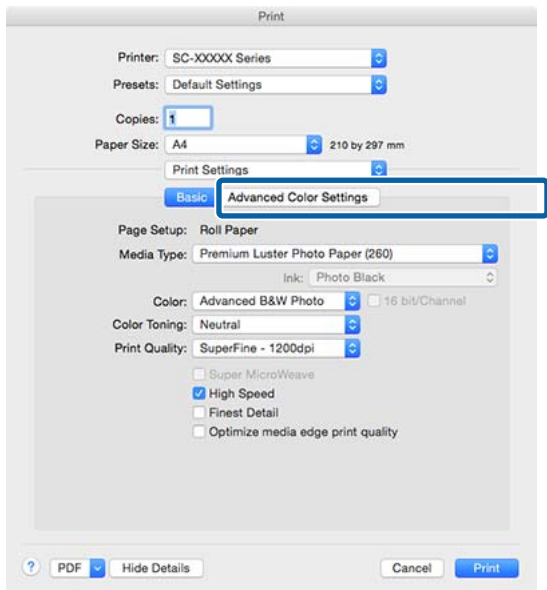 Print
Printer: SC-XXXXX Series
Presets: Default Settings
Copies: 1
Paper Size: A4 210 by 297 mm
Print Settings
Basic Advanced Color Settings
Page Setup: Roll Paper
Media Type: Premium Luster Photo Paper (260)
Ink: Photo Black
Color: Advanced B&W Photo 16 bit/Channel
Color Toning: Neutral
Print Quality: SuperFine - 1200dpi
Super MicroWeave
High Speed
Finest Detail
Optimize media edge print quality
? PDF Hide Details Cancel Print